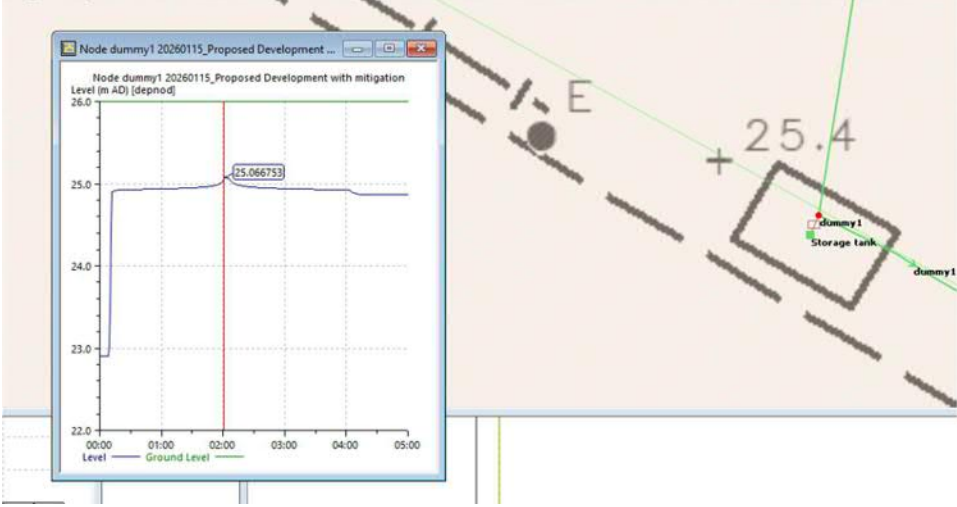 Node dummy1 20260115_Proposed Development ...
Node dummy1 20260115_Proposed Development with mitigation
Level (m AD) [depnod]
26.0
25.066753
25.0
24.0
23.0
22.0
00:00 01:00 02:00 03:00 04:00 05:00
Level Ground Level
E
25.4
dummy1
Storage tank
dummy1